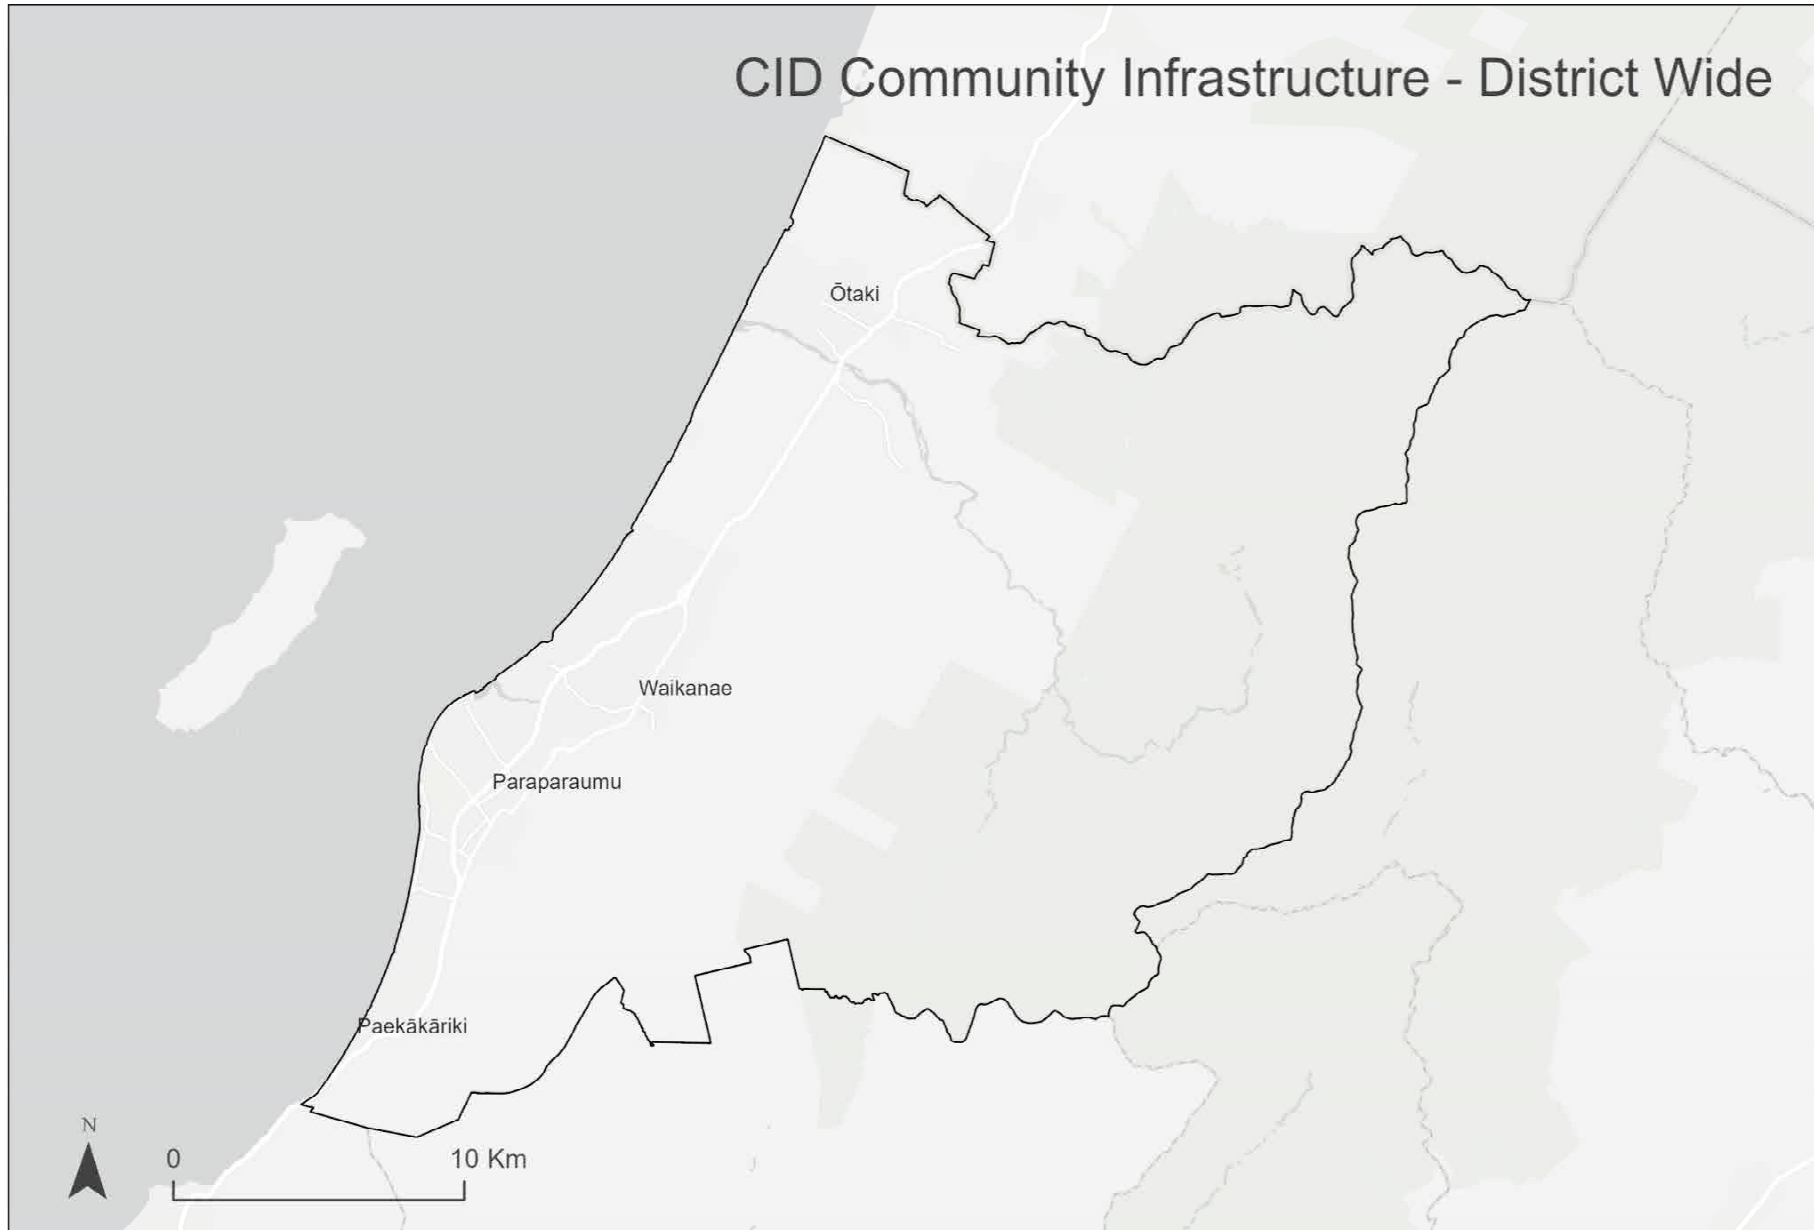 CID Community Infrastructure - District Wide
Ōtaki
Waikanae
Paraparaumu
Paekākāriki
N
0 10 Km